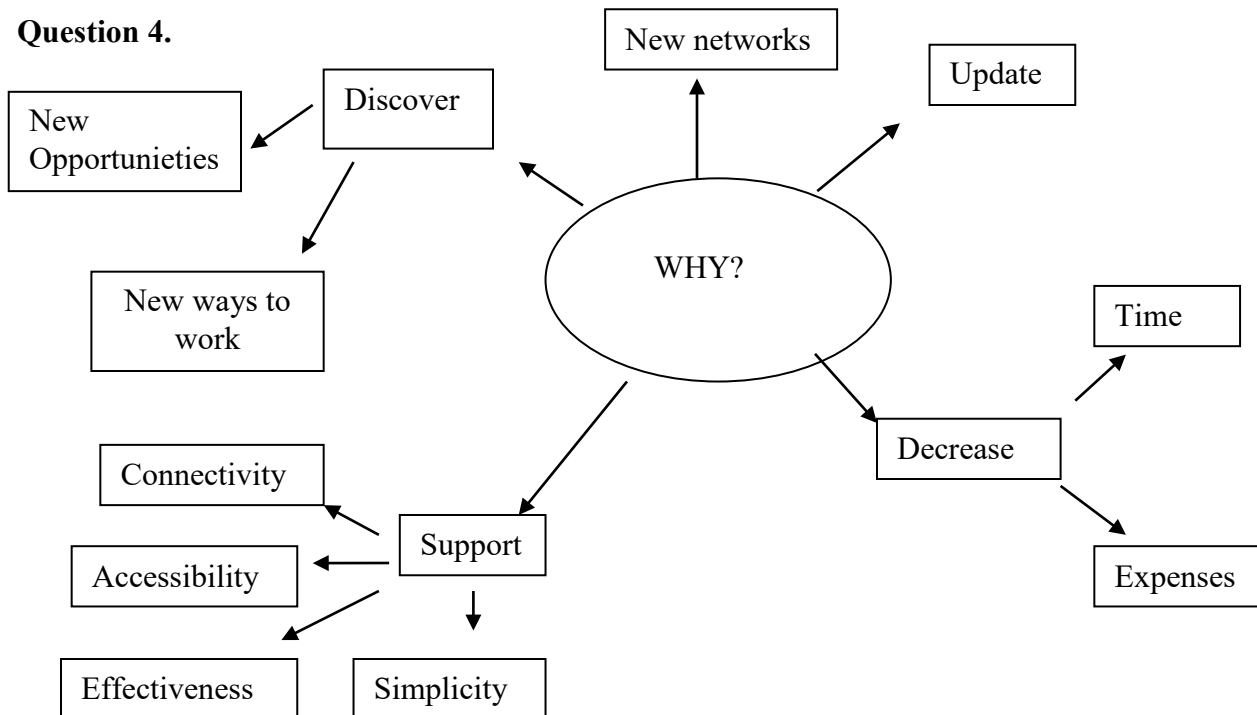 Question 4.
New networks
Update
Discover
New
Opportunieties
WHY?
New ways to
work
Time
Connectivity
Decrease
Support
Accessibility
Expenses
Effectiveness
Simplicity